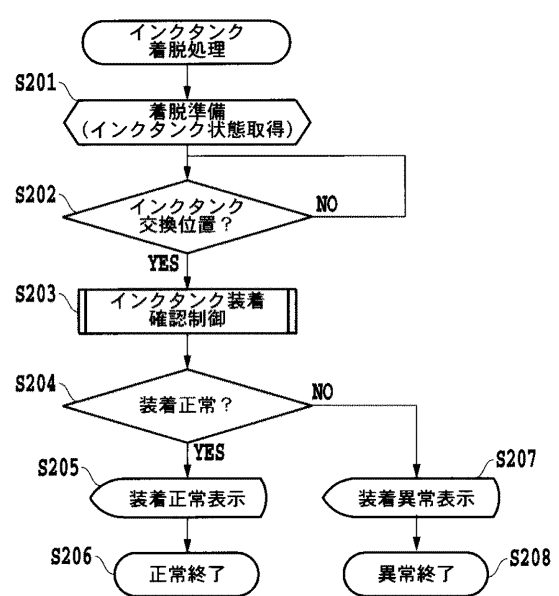 インクタンク
着脱処理
S201
着脱準備
(インクタンク状態取得)
S202
インクタンク
交換位置？
NO
YES
S203
インクタンク装着
確認制御
S204
装着正常？
NO
YES
S205
装着正常表示
S207
装着異常表示
S206
正常終了
S208
異常終了